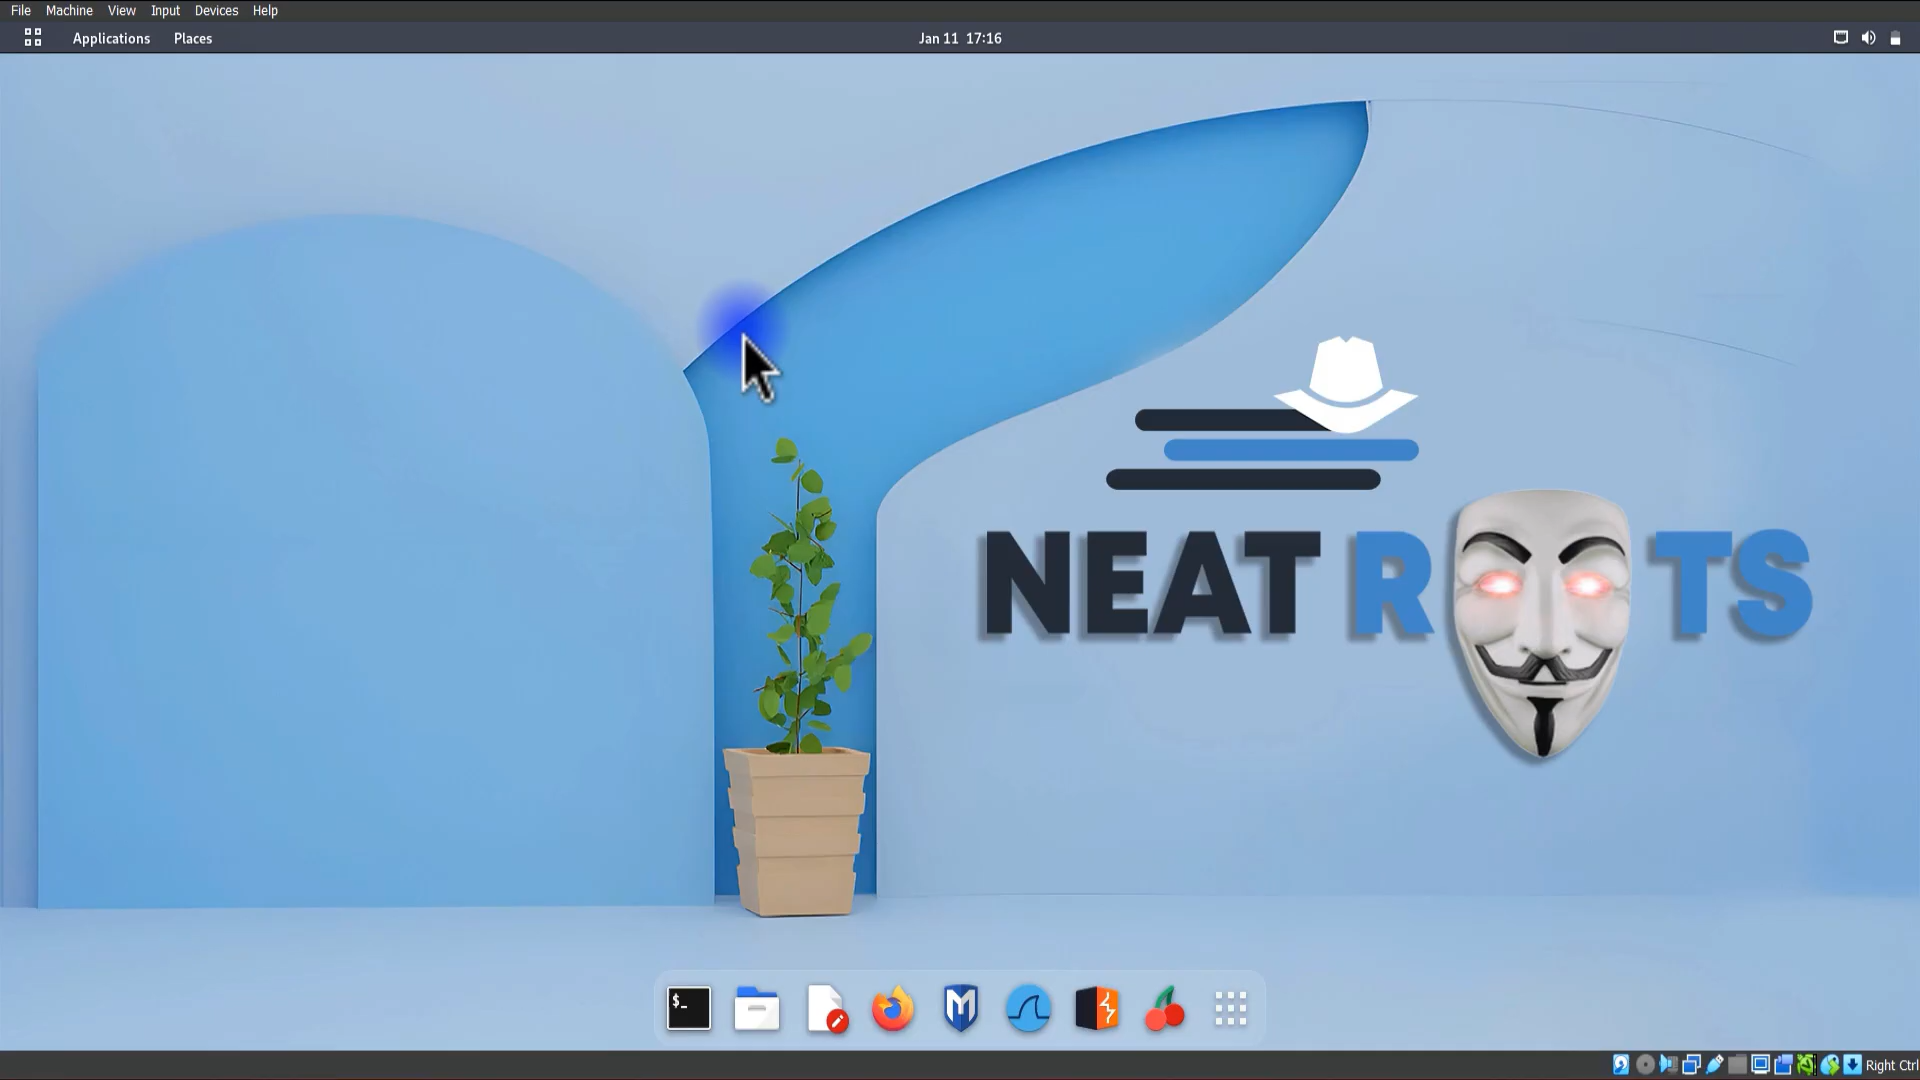 File Machine View Input Devices Help
Applications Places Jan 11 17:16
NEAT R TS
$_
Right Ctrl